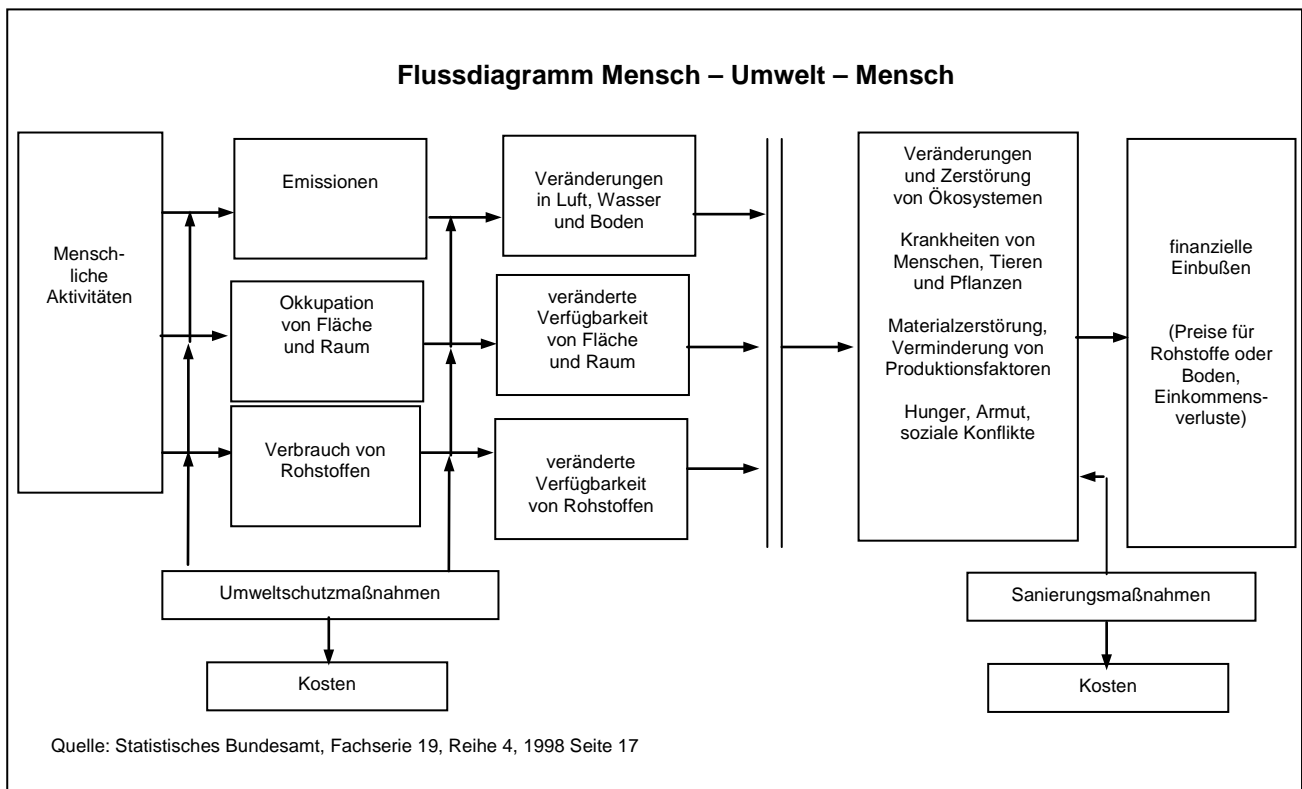 Flussdiagramm Mensch – Umwelt – Mensch
Mensch-
liche
Aktivitäten
Emissionen
Okkupation
von Fläche
und Raum
Verbrauch von
Rohstoffen
Veränderungen
in Luft, Wasser
und Boden
veränderte
Verfügbarkeit
von Fläche
und Raum
veränderte
Verfügbarkeit
von Rohstoffen
Veränderungen
und Zerstörung
von Ökosystemen
Krankheiten von
Menschen, Tieren
und Pflanzen
Materialzerstörung,
Verminderung von
Produktionsfaktoren
Hunger, Armut,
soziale Konflikte
finanzielle
Einbußen
(Preise für
Rohstoffe oder
Boden,
Einkommens-
verluste)
Umweltschutzmaßnahmen
Kosten
Sanierungsmaßnahmen
Kosten
Quelle: Statistisches Bundesamt, Fachserie 19, Reihe 4, 1998 Seite 17